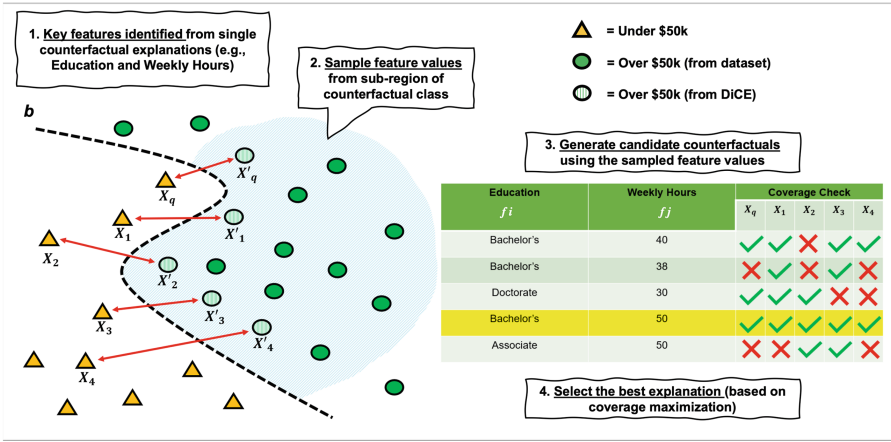 1. Key features identified from single
counterfactual explanations (e.g.,
Education and Weekly Hours)
2. Sample feature values
from sub-region of
counterfactual class
= Under $50k
= Over $50k (from dataset)
= Over $50k (from DiCE)
b
X'q
Xq
X1
X'1
X2
X'2
X3
X'3
X4
X'4
3. Generate candidate counterfactuals
using the sampled feature values
Education Weekly Hours Coverage Check
fi fj Xq X1 X2 X3 X4
Bachelor's 40
Bachelor's 38
Doctorate 30
Bachelor's 50
Associate 50
4. Select the best explanation (based on
coverage maximization)